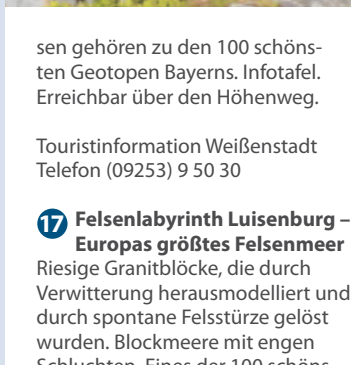 sen gehören zu den 100 schöns-
ten Geotopen Bayerns. Infotafel.
Erreichbar über den Höhenweg.
Touristinformation Weißenstadt
Telefon (09253) 9 50 30
17 Felsenlabyrinth Luisenburg –
Europas größtes Felsenmeer
Riesige Granitblöcke, die durch
Verwitterung herausmodelliert und
durch spontane Felsstürze gelöst
wurden. Blockmeere mit engen
Schluchten. Eines der 100 schöns-